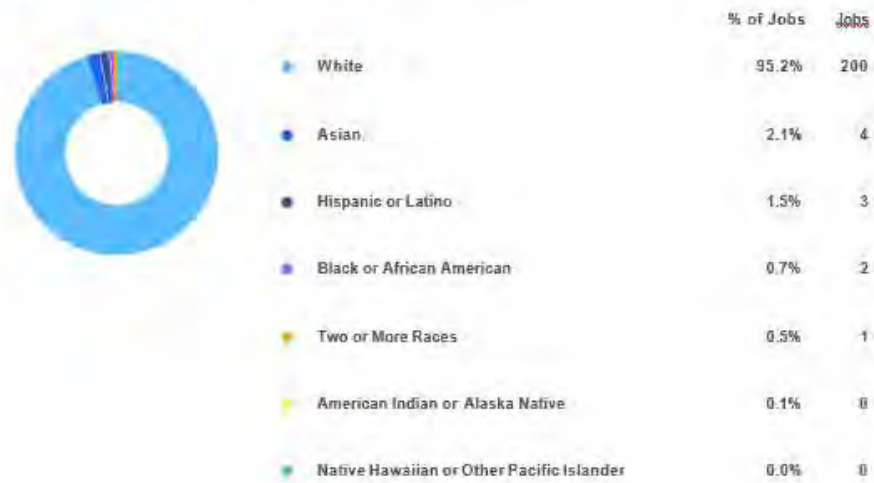 % of Jobs Jobs
White 95.2% 200
Asian 2.1% 4
Hispanic or Latino 1.5% 3
Black or African American 0.7% 2
Two or More Races 0.5% 1
American Indian or Alaska Native 0.1% 0
Native Hawaiian or Other Pacific Islander 0.0% 0